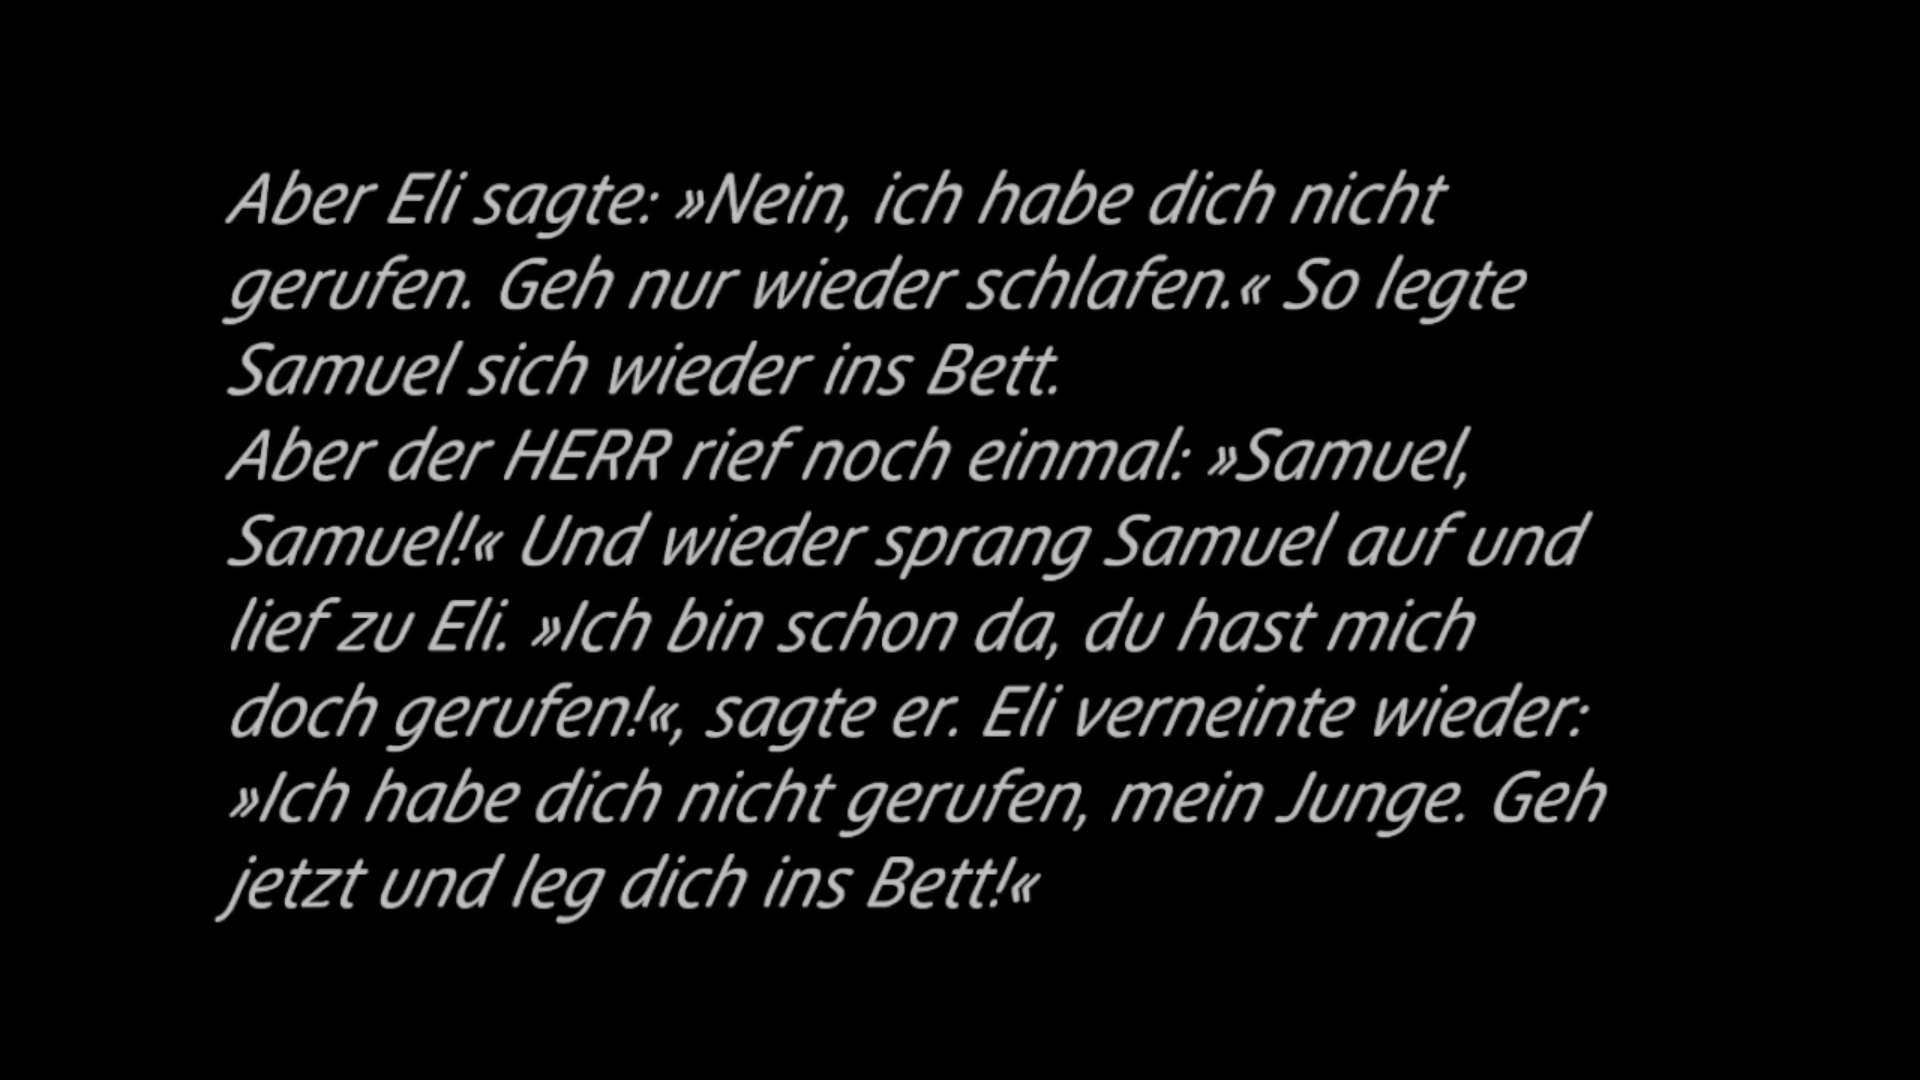 Aber Eli sagte: »Nein, ich habe dich nicht
gerufen. Geh nur wieder schlafen.« So legte
Samuel sich wieder ins Bett.
Aber der HERR rief noch einmal: »Samuel,
Samuel!« Und wieder sprang Samuel auf und
lief zu Eli. »Ich bin schon da, du hast mich
doch gerufen!«, sagte er. Eli verneinte wieder:
»Ich habe dich nicht gerufen, mein Junge. Geh
jetzt und leg dich ins Bett!«